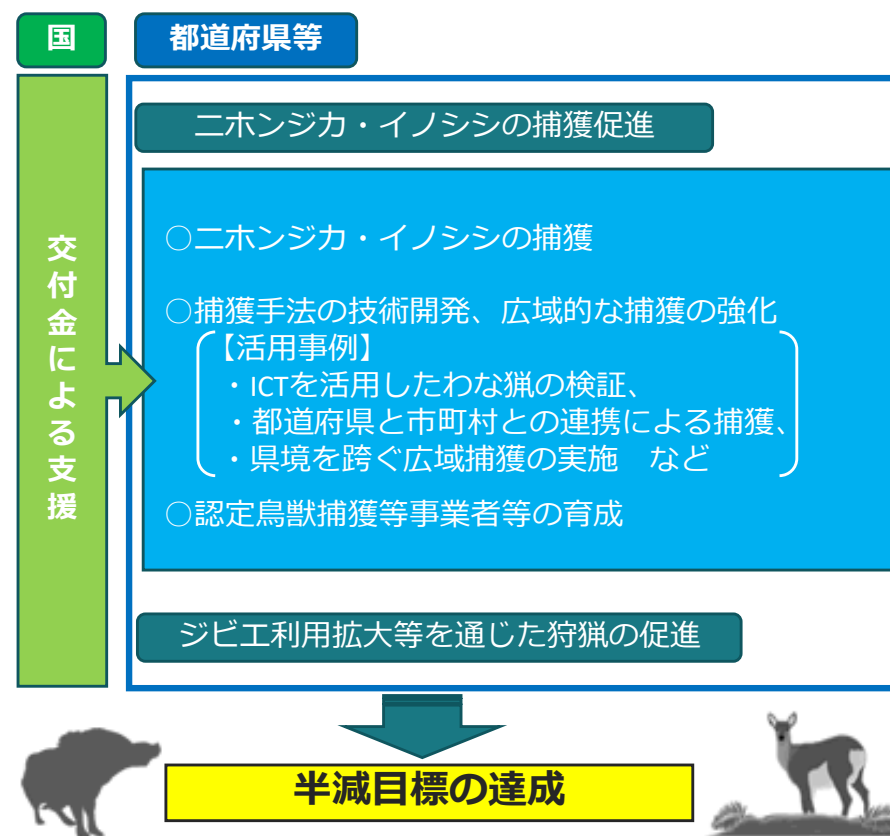 国
都道府県等
交付金による支援
ニホンジカ・イノシシの捕獲促進
○ニホンジカ・イノシシの捕獲
○捕獲手法の技術開発、広域的な捕獲の強化
【活用事例】
・ICTを活用したわな猟の検証、
・都道府県と市町村との連携による捕獲、
・県境を跨ぐ広域捕獲の実施　など
○認定鳥獣捕獲等事業者等の育成
ジビエ利用拡大等を通じた狩猟の促進
半減目標の達成